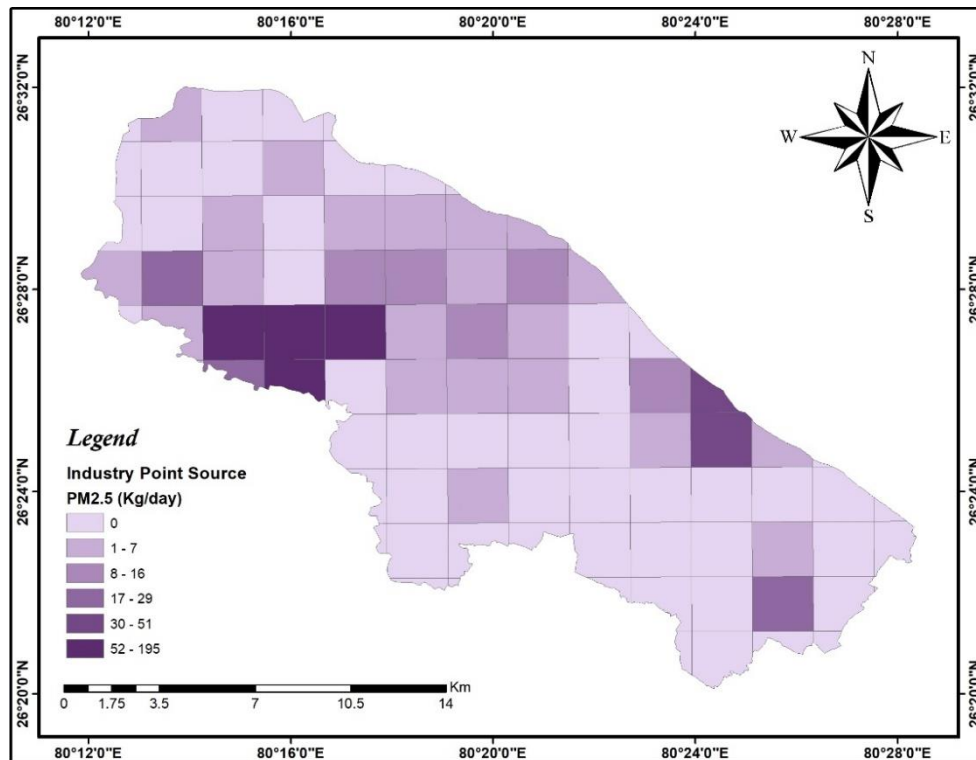 80°12'0"E 80°16'0"E 80°20'0"E 80°24'0"E 80°28'0"E
26°32'0"N 26°32'0"N
N
W E
S
26°28'0"N 26°28'0"N
Legend
Industry Point Source
PM2.5 (Kg/day)
0
1 - 7
8 - 16
17 - 29
30 - 51
52 - 195
26°24'0"N 26°24'0"N
Km
0 1.75 3.5 7 10.5 14
26°20'0"N 26°20'0"N
80°12'0"E 80°16'0"E 80°20'0"E 80°24'0"E 80°28'0"E